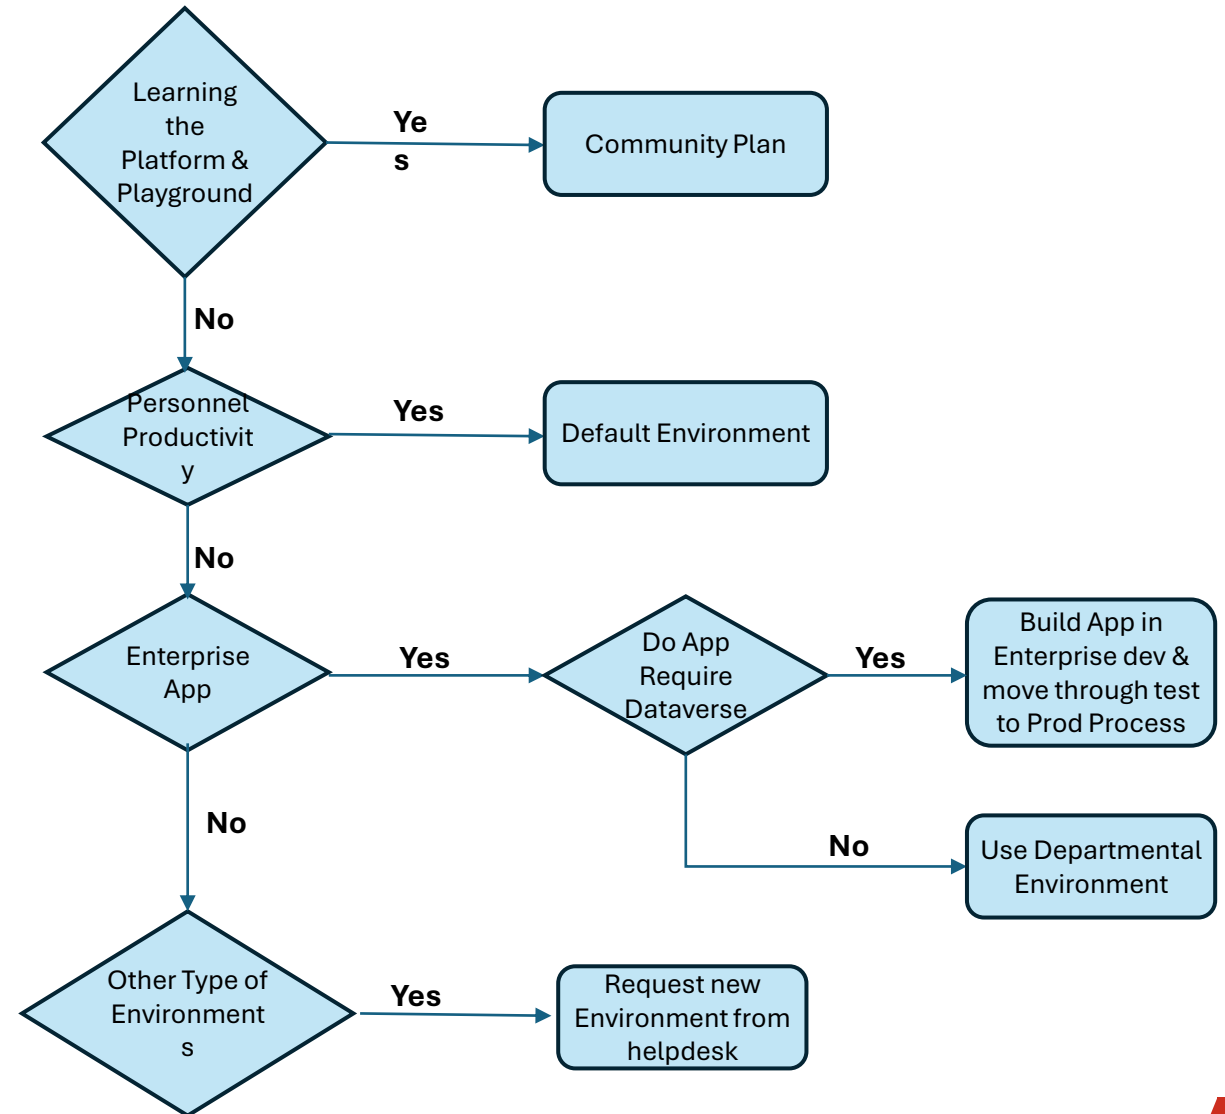 Learning
the
Platform &
Playground
Ye
s
Community Plan
No
Personnel
Productivit
y
Yes
Default Environment
No
Enterprise
App
Yes
Do App
Require
Dataverse
Yes
Build App in
Enterprise dev &
move through test
to Prod Process
No
No
Use Departmental
Environment
Other Type of
Environment
s
Yes
Request new
Environment from
helpdesk